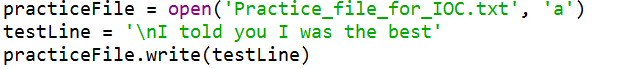 practiceFile = open('Practice_file_for_IOC.txt', 'a')
testLine = '\nI told you I was the best'
practiceFile.write(testLine)